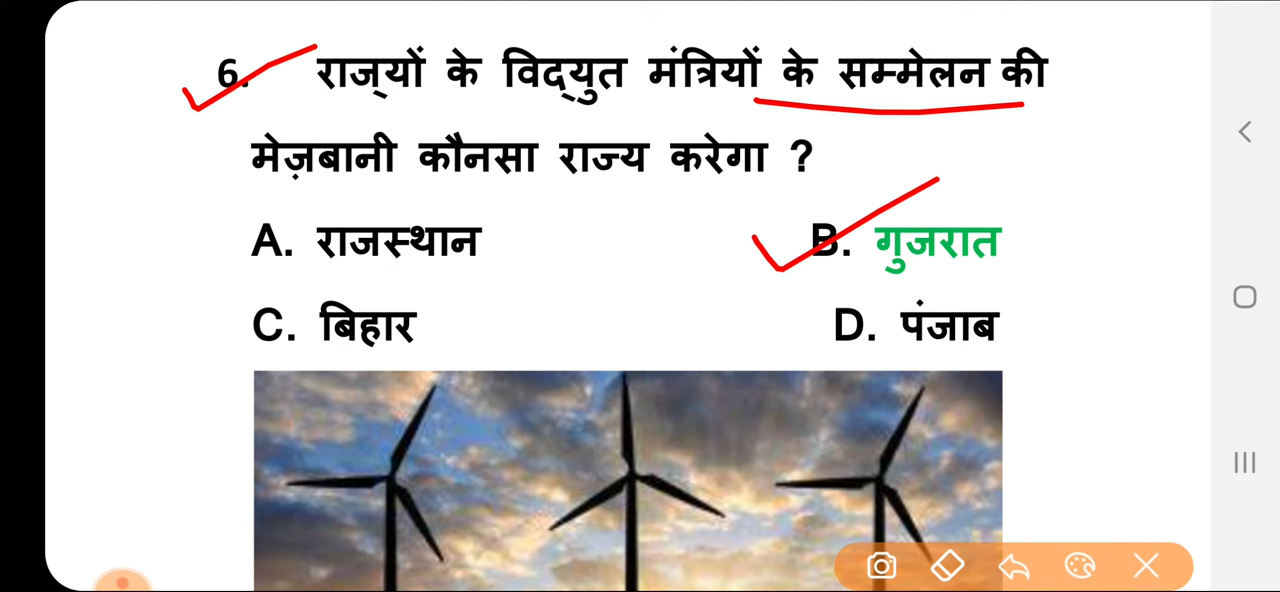 6. राज्यों के विद्युत मंत्रियों के सम्मेलन की
मेज़बानी कौनसा राज्य करेगा ?
A. राजस्थान B. गुजरात
C. बिहार D. पंजाब